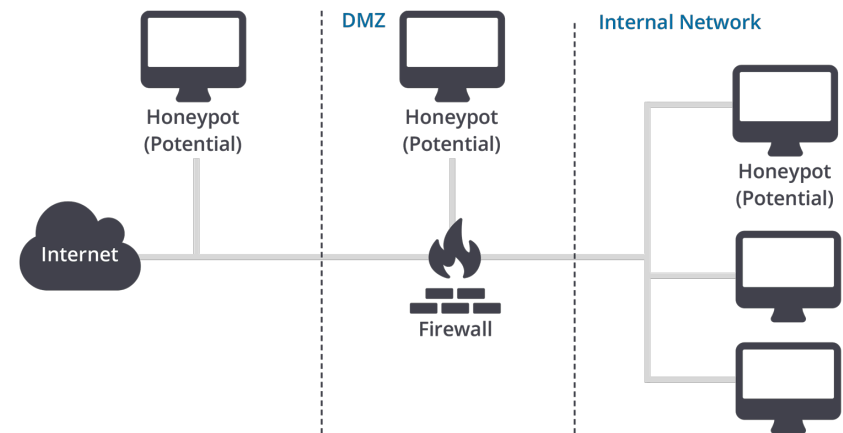 DMZ
Internal Network
Honeypot
(Potential)
Honeypot
(Potential)
Honeypot
(Potential)
Internet
Firewall